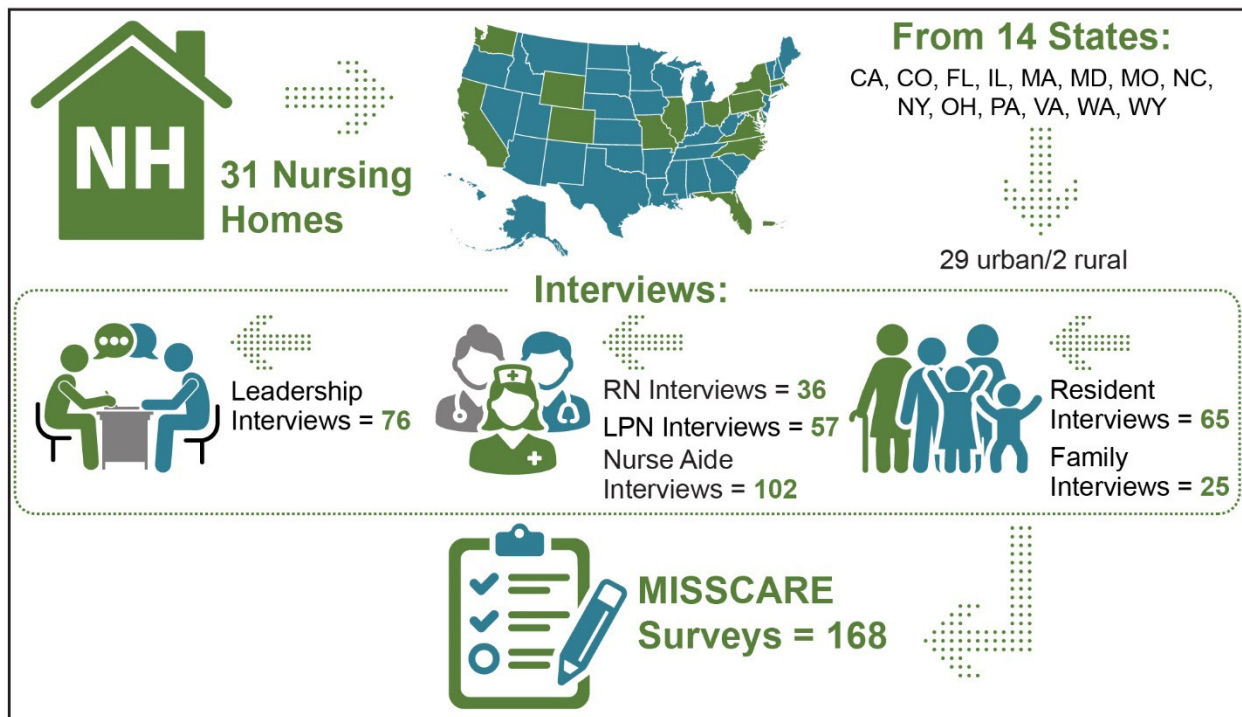 NH
31 Nursing
Homes
From 14 States:
CA, CO, FL, IL, MA, MD, MO, NC,
NY, OH, PA, VA, WA, WY
29 urban/2 rural
Interviews:
Leadership
Interviews = 76
RN Interviews = 36
LPN Interviews = 57
Nurse Aide
Interviews = 102
Resident
Interviews = 65
Family
Interviews = 25
MISSCARE
Surveys = 168